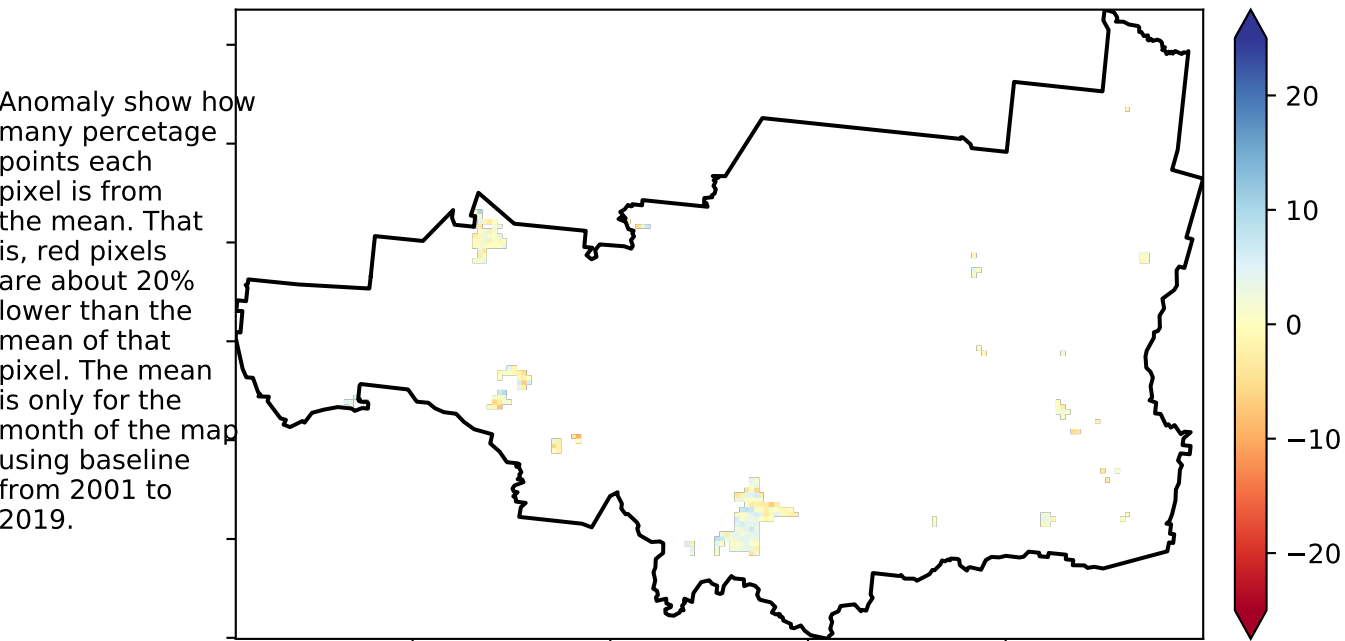 Anomaly show how
many percetage
points each
pixel is from
the mean. That
is, red pixels
are about 20%
lower than the
mean of that
pixel. The mean
is only for the
month of the map
using baseline
from 2001 to
2019.
20
10
0
−10
−20